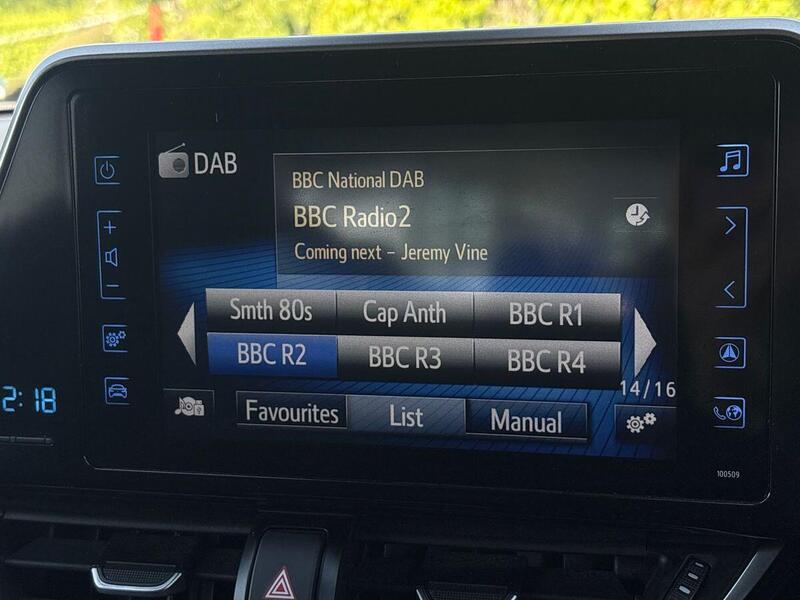 DAB
BBC National DAB
BBC Radio2
Coming next – Jeremy Vine
Smth 80s
Cap Anth
BBC R1
BBC R2
BBC R3
BBC R4
14/16
Favourites
List
Manual
2:18
100509